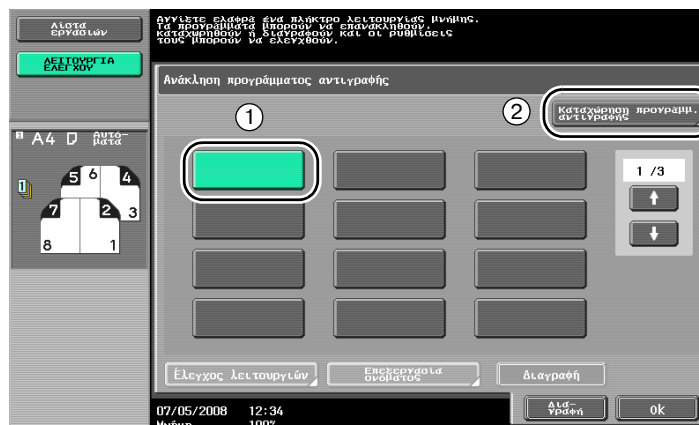 Αγγίξτε ελαφρά ένα πλήκτρο λειτουργίας μνήμης.
Τα προγράμματα μπορούν να επανακληθούν,
καταχωρηθούν ή διαγραφούν και οι ρυθμίσεις
τους μπορούν να ελεγχθούν.
Λίστα
εργασιών
ΛΕΙΤΟΥΡΓΙΑ
ΕΛΕΓΧΟΥ
Ανάκληση προγράμματος αντιγραφής
1
2
Καταχώρηση προγραμμ.
αντιγραφής
A4
Αυτό-
ματα
1 /3
1
5 6 4
7 2 3
8 1
Έλεγχος λειτουργιών
Επεξεργασία
ονόματος
Διαγραφή
07/05/2008 12:34
Μνήμη 100%
Δια-
γραφή
Ok